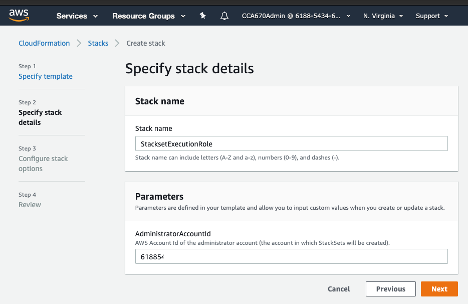 aws
Services
Resource Groups
CCA670Admin @ 6188-5434-6...
N. Virginia
Support
CloudFormation
Stacks
Create stack
Step 1
Specify template
Step 2
Specify stack
details
Step 3
Configure stack
options
Step 4
Review
Specify stack details
Stack name
Stack name
StacksetExecutionRole
Stack name can include letters (A-Z and a-z), numbers (0-9), and dashes (-).
Parameters
Parameters are defined in your template and allow you to input custom values when you create or update a stack.
AdministratorAccountId
AWS Account Id of the administrator account (the account in which StackSets will be created).
618854
Cancel
Previous
Next